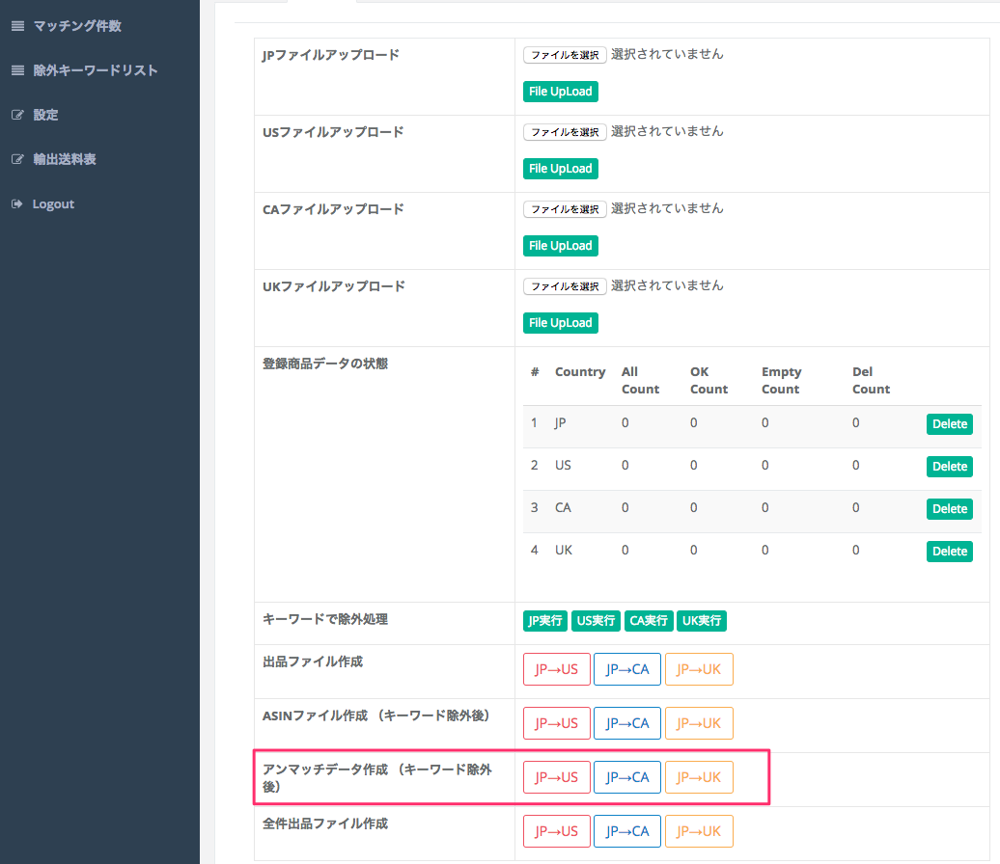 マッチング件数
除外キーワードリスト
設定
輸出送料表
Logout
JPファイルアップロード
ファイルを選択 選択されていません
File UpLoad
USファイルアップロード
ファイルを選択 選択されていません
File UpLoad
CAファイルアップロード
ファイルを選択 選択されていません
File UpLoad
UKファイルアップロード
ファイルを選択 選択されていません
File UpLoad
登録商品データの状態
# Country All Count OK Count Empty Count Del Count
1 JP 0 0 0 0 Delete
2 US 0 0 0 0 Delete
3 CA 0 0 0 0 Delete
4 UK 0 0 0 0 Delete
キーワードで除外処理 JP実行 US実行 CA実行 UK実行
出品ファイル作成 JP→US JP→CA JP→UK
ASINファイル作成 （キーワード除外後） JP→US JP→CA JP→UK
アンマッチデータ作成 （キーワード除外
後） JP→US JP→CA JP→UK
全件出品ファイル作成 JP→US JP→CA JP→UK